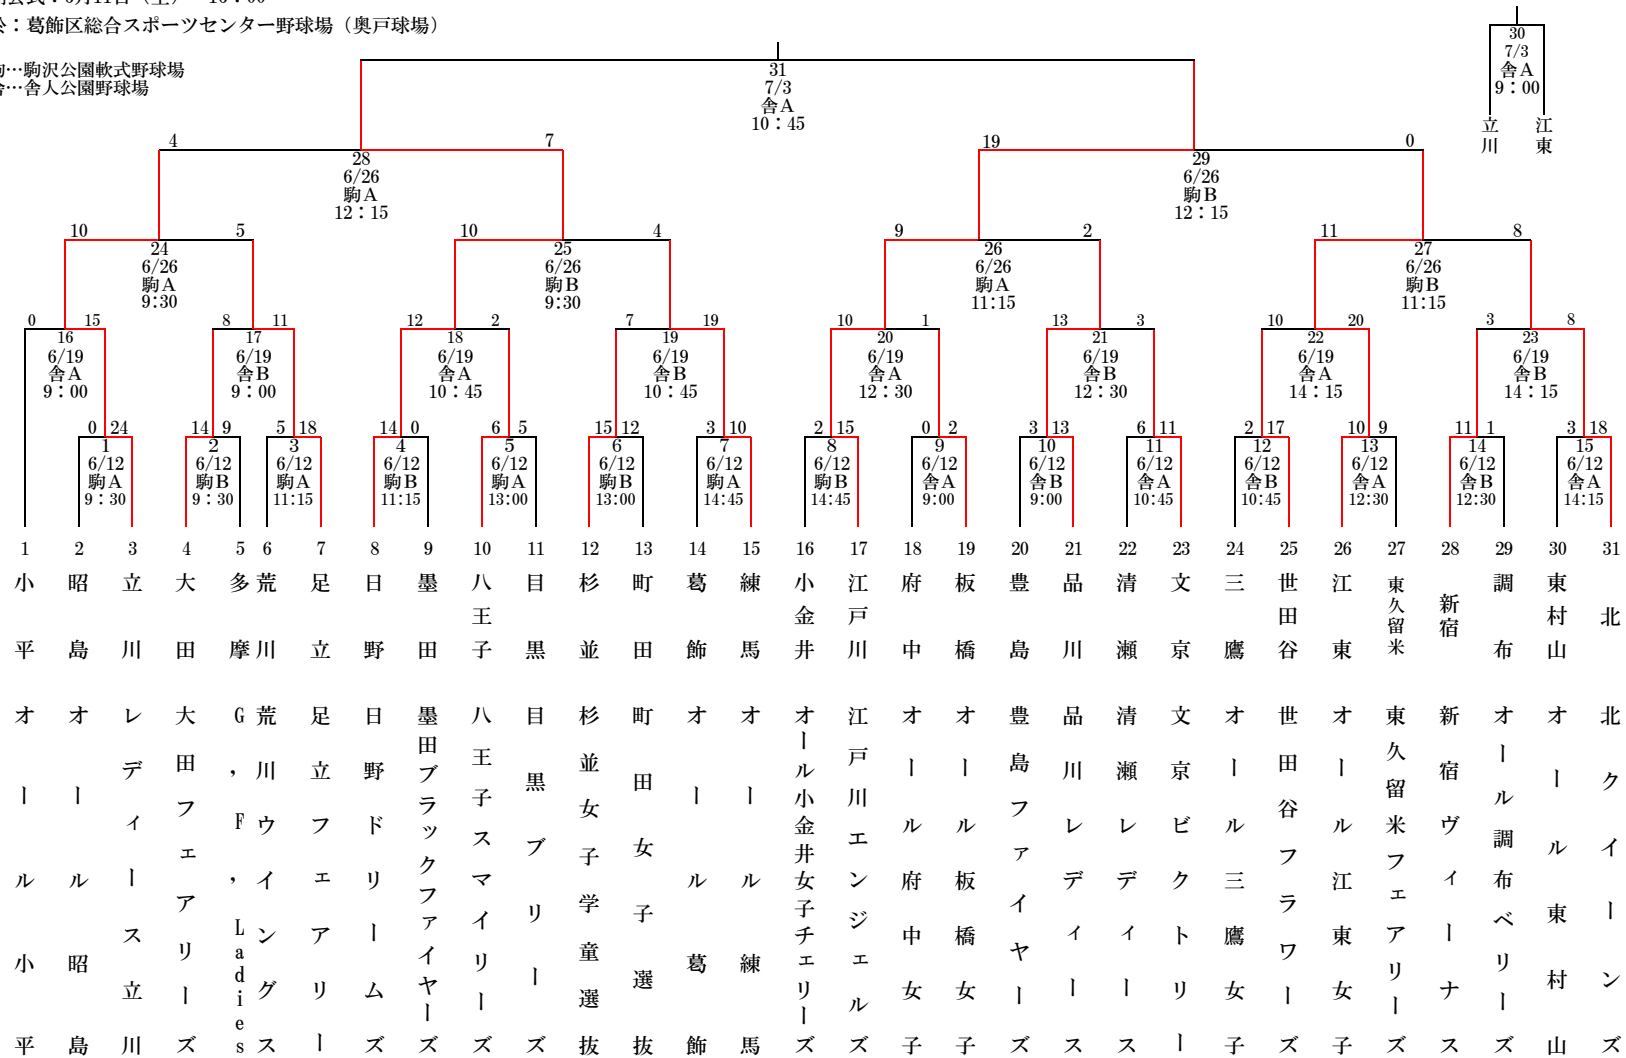 10：00
：葛飾区総合スポーツセンター野球場（奥戸球場）
…駒沢公園軟式野球場
…舎人公園野球場
30
7/3
舎A
9：00
立川
江東
31
7/3
舎A
10：45
4
7
28
6/26
駒A
12：15
19
0
29
6/26
駒B
12：15
10
5
24
6/26
駒A
9:30
10
4
25
6/26
駒B
9:30
9
2
26
6/26
駒A
11:15
11
8
27
6/26
駒B
11:15
0
15
16
6/19
舎A
9：00
8
11
17
6/19
舎B
9：00
12
2
18
6/19
舎A
10：45
7
19
19
6/19
舎B
10：45
10
1
20
6/19
舎A
12：30
13
3
21
6/19
舎B
12：30
10
20
22
6/19
舎A
14：15
3
8
23
6/19
舎B
14：15
0 24
1
6/12
駒A
9：30
14 9
2
6/12
駒B
9：30
5 18
3
6/12
駒A
11:15
14 0
4
6/12
駒B
11:15
6 5
5
6/12
駒A
13:00
15 12
6
6/12
駒B
13:00
3 10
7
6/12
駒A
14:45
2 15
8
6/12
駒B
14:45
0 2
9
6/12
舎A
9:00
3 13
10
6/12
舎B
9:00
6 11
11
6/12
舎A
10:45
2 17
12
6/12
舎B
10:45
10 9
13
6/12
舎A
12:30
11 1
14
6/12
舎B
12:30
3 18
15
6/12
舎A
14:15
1 2 3 4 5 6 7 8 9 10 11 12 13 14 15 16 17 18 19 20 21 22 23 24 25 26 27 28 29 30 31
小平
昭島
立川
大田
多摩
荒川
足立
日野
墨田
八王子
目黒
杉並
町田
葛飾
練馬
小金井
江戸川
府中
板橋
豊島
品川
清瀬
文京
三鷹
世田谷
江東
東久留米
新宿
調布
東村山
北
オール小平
オール昭島
レディース立川
大田フェアリーズ
G，F，Ladies
荒川ウイングス
足立フェアリー
日野ドリームズ
墨田ブラックファイヤーズ
八王子スマイリーズ
目黒ブリーズ
杉並女子学童選抜
町田女子選抜
オール葛飾
オール練馬
オール小金井女子チェリーズ
江戸川エンジェルズ
オール府中女子
オール板橋女子
豊島ファイヤーズ
品川レディース
清瀬レディース
文京ビクトリー
オール三鷹女子
世田谷フラワーズ
オール江東女子
東久留米フェアリーズ
新宿ヴィーナス
オール調布ベリーズ
オール東村山
北クイーンズ